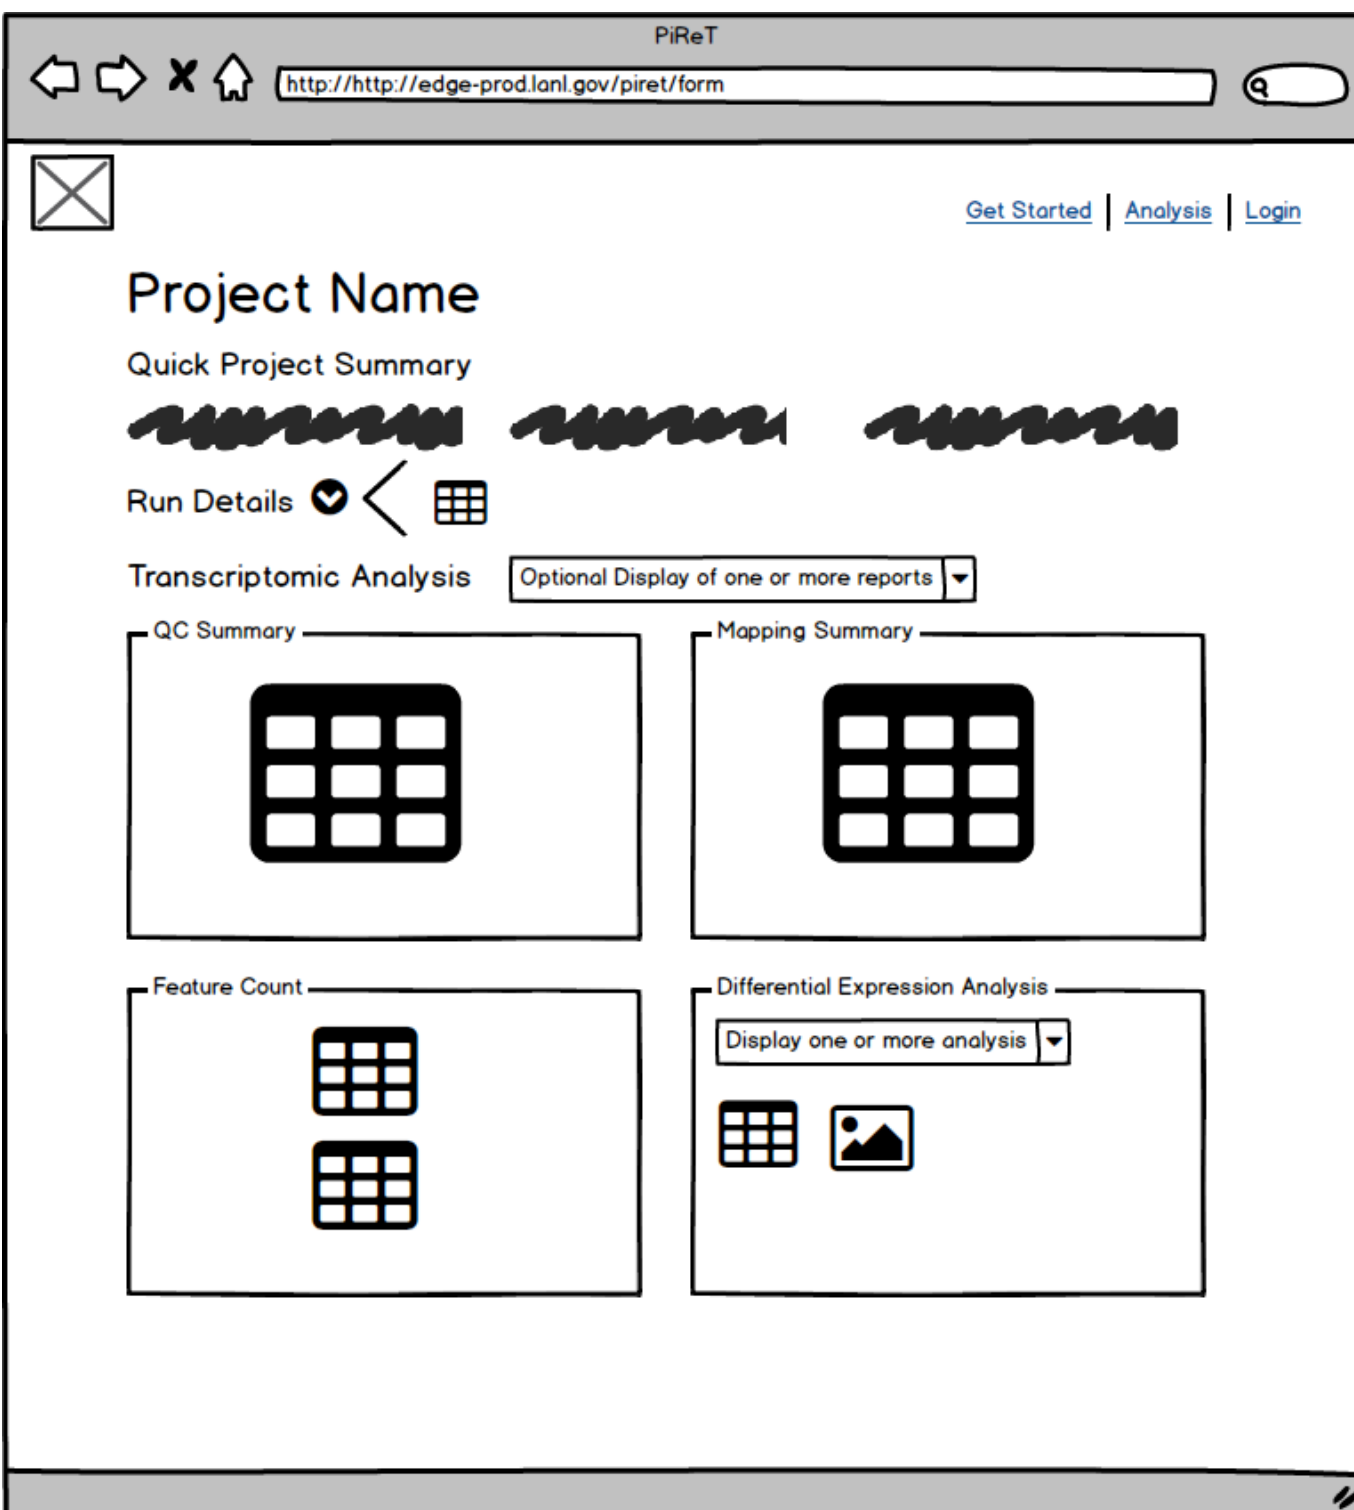 PiReT
http://http://edge-prod.lanl.gov/piret/form
Get Started Analysis Login
Project Name
Quick Project Summary
Run Details
Transcriptomic Analysis Optional Display of one or more reports
QC Summary Mapping Summary
Feature Count Differential Expression Analysis
Display one or more analysis